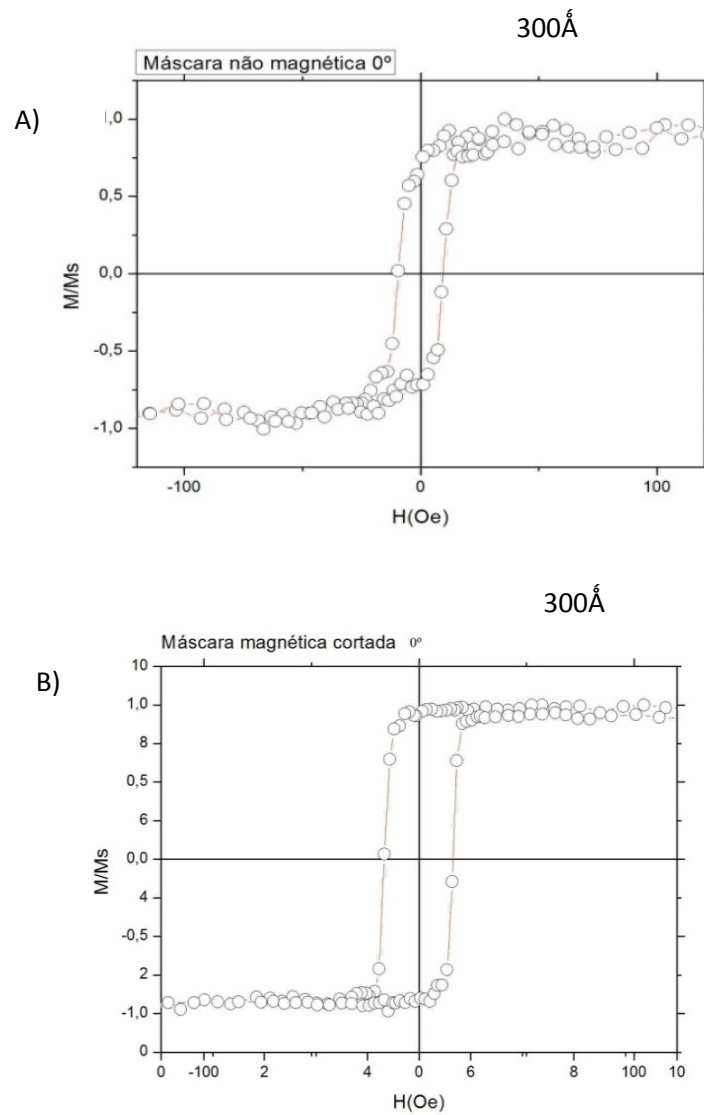 300Ǻ
Máscara não magnética 0º
A)
1,0
0,5
0,0
-0,5
-1,0
M/Ms
-100 0 100
H(Oe)
300Ǻ
Máscara magnética cortada 0º
B)
10
1,0
8
0,5
6
0,0
4
-0,5
2
-1,0
0
M/Ms
0 -100 2 4 0 6 8 100 10
H(Oe)